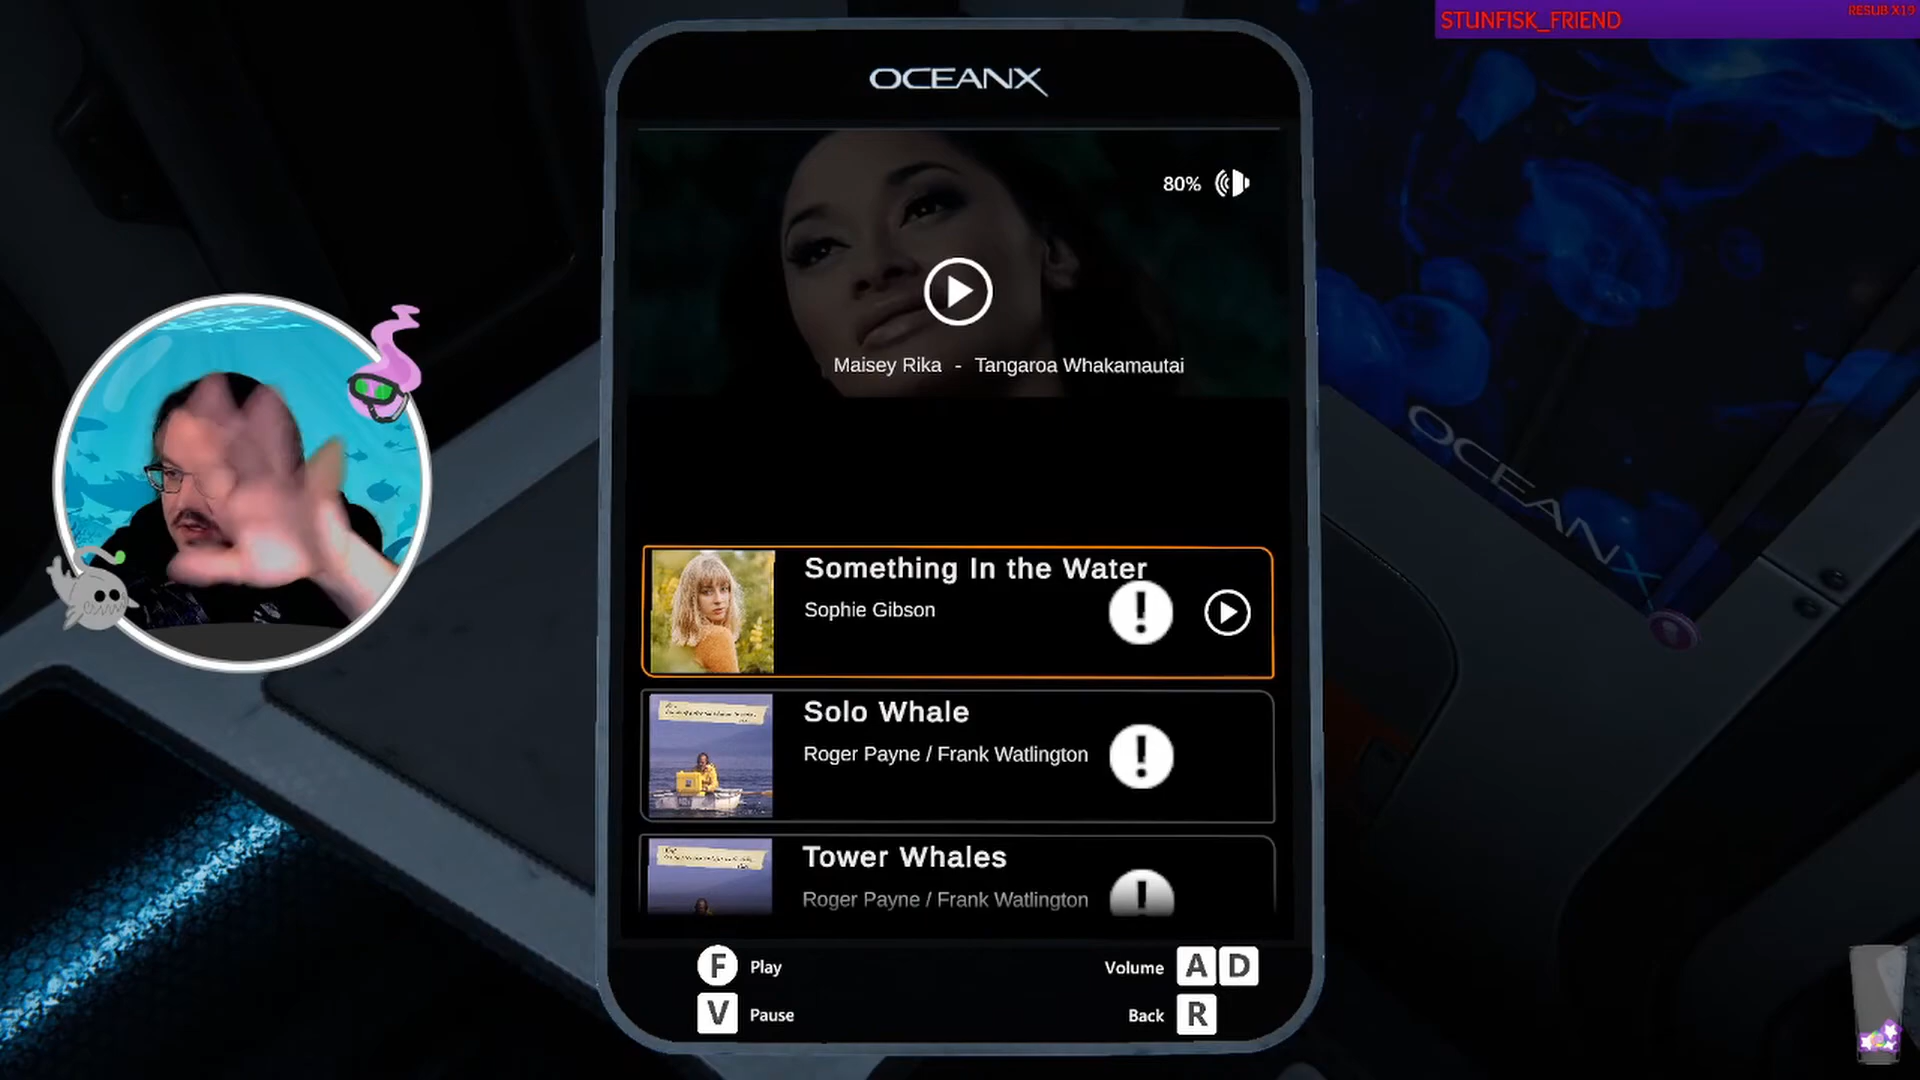 STUNFISK_FRIEND
RESUB X19
OCEANX
80%
Maisey Rika - Tangaroa Whakamautai
Something In the Water
Sophie Gibson
!
Solo Whale
Roger Payne / Frank Watlington
!
Tower Whales
Roger Payne / Frank Watlington
!
F Play
Volume A D
V Pause
Back R
OCEANX